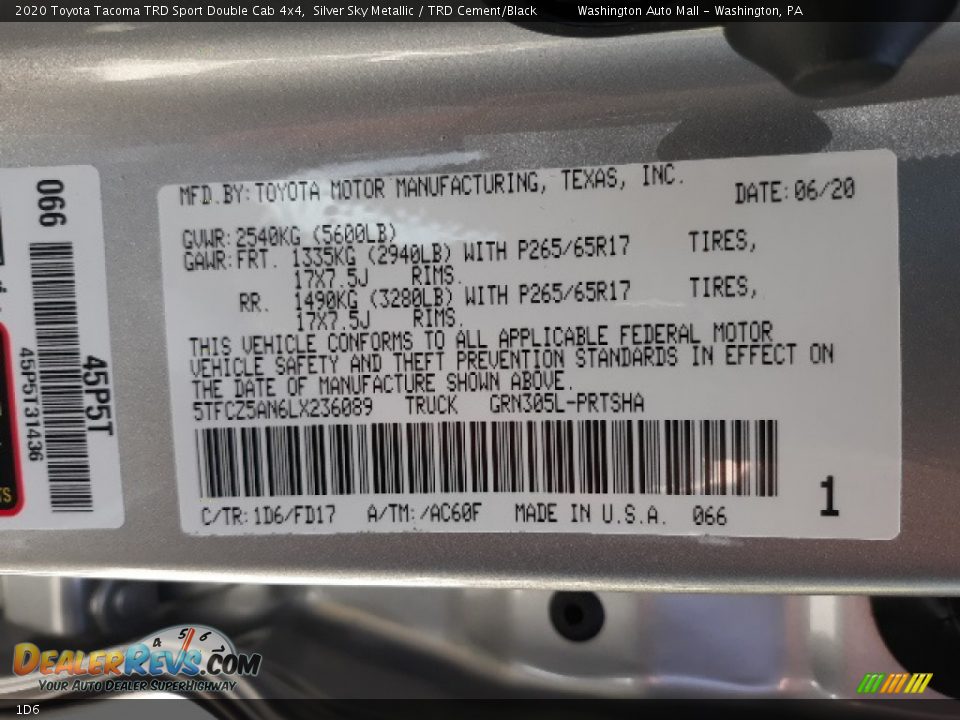 2020 Toyota Tacoma TRD Sport Double Cab 4x4, Silver Sky Metallic / TRD Cement/Black Washington Auto Mall - Washington, PA
MFD.BY:TOYOTA MOTOR MANUFACTURING, TEXAS, INC. DATE:06/20
GVWR:2540KG (5600LB)
GAWR:FRT. 1335KG (2940LB) WITH P265/65R17 TIRES,
17X7.5J RIMS.
RR. 1490KG (3280LB) WITH P265/65R17 TIRES,
17X7.5J RIMS.
THIS VEHICLE CONFORMS TO ALL APPLICABLE FEDERAL MOTOR
VEHICLE SAFETY AND THEFT PREVENTION STANDARDS IN EFFECT ON
THE DATE OF MANUFACTURE SHOWN ABOVE.
5TFCZ5AN6LX236089 TRUCK GRN305L-PRTSHA
C/TR:1D6/FD17 A/TM:/AC60F MADE IN U.S.A. 066
1
066
45P5T
45P5T31436
4 5 6
DealerRevs.com
Your Auto Dealer SuperHighway
1D6